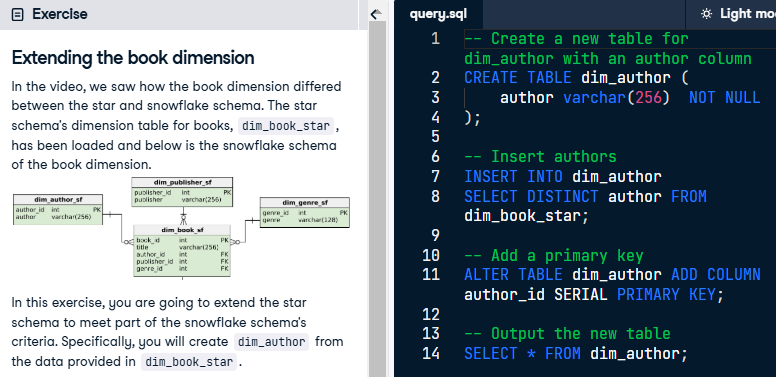 Exercise
Extending the book dimension
In the video, we saw how the book dimension differed
between the star and snowflake schema. The star
schema's dimension table for books, dim_book_star ,
has been loaded and below is the snowflake schema
of the book dimension.
dim_publisher_sf
publisher_id int PK
publisher varchar(256)
dim_author_sf
author_id int PK
author varchar(256)
dim_genre_sf
genre_id int PK
genre varchar(128)
dim_book_sf
book_id int PK
title varchar(256)
author_id int FK
publisher_id int FK
genre_id int FK
In this exercise, you are going to extend the star
schema to meet part of the snowflake schema's
criteria. Specifically, you will create dim_author from
the data provided in dim_book_star .
query.sql
Light mo
1 -- Create a new table for
dim_author with an author column
2 CREATE TABLE dim_author (
3 author varchar(256) NOT NULL
4 );
5
6 -- Insert authors
7 INSERT INTO dim_author
8 SELECT DISTINCT author FROM
dim_book_star;
9
10 -- Add a primary key
11 ALTER TABLE dim_author ADD COLUMN
author_id SERIAL PRIMARY KEY;
12
13 -- Output the new table
14 SELECT * FROM dim_author;